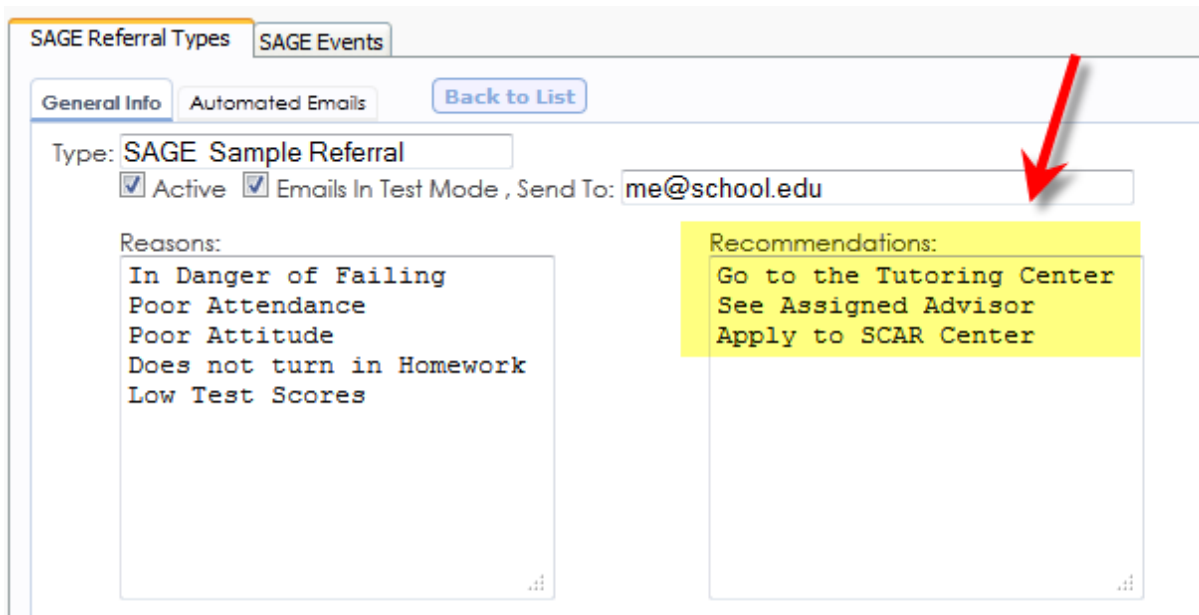 SAGE Referral Types SAGE Events
General Info Automated Emails Back to List
Type: SAGE Sample Referral
Active Emails In Test Mode , Send To: me@school.edu
Reasons:
In Danger of Failing
Poor Attendance
Poor Attitude
Does not turn in Homework
Low Test Scores
Recommendations:
Go to the Tutoring Center
See Assigned Advisor
Apply to SCAR Center